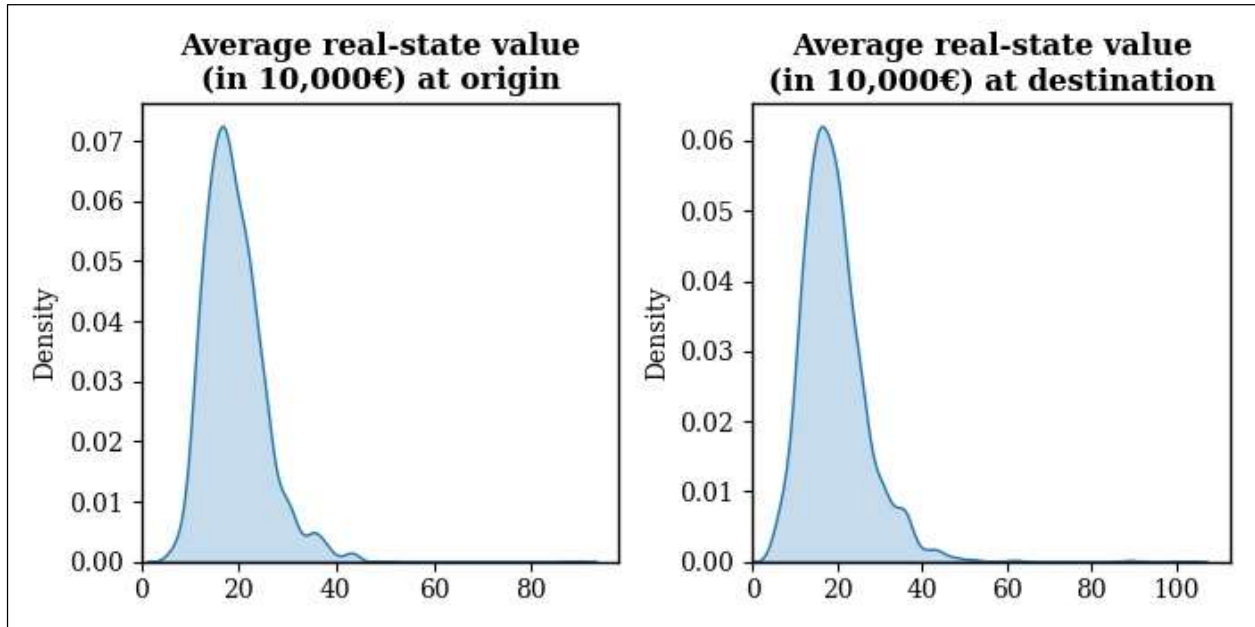 Average real-state value
(in 10,000€) at origin
Density
0.07
0.06
0.05
0.04
0.03
0.02
0.01
0.00
0 20 40 60 80
Average real-state value
(in 10,000€) at destination
Density
0.06
0.05
0.04
0.03
0.02
0.01
0.00
0 20 40 60 80 100